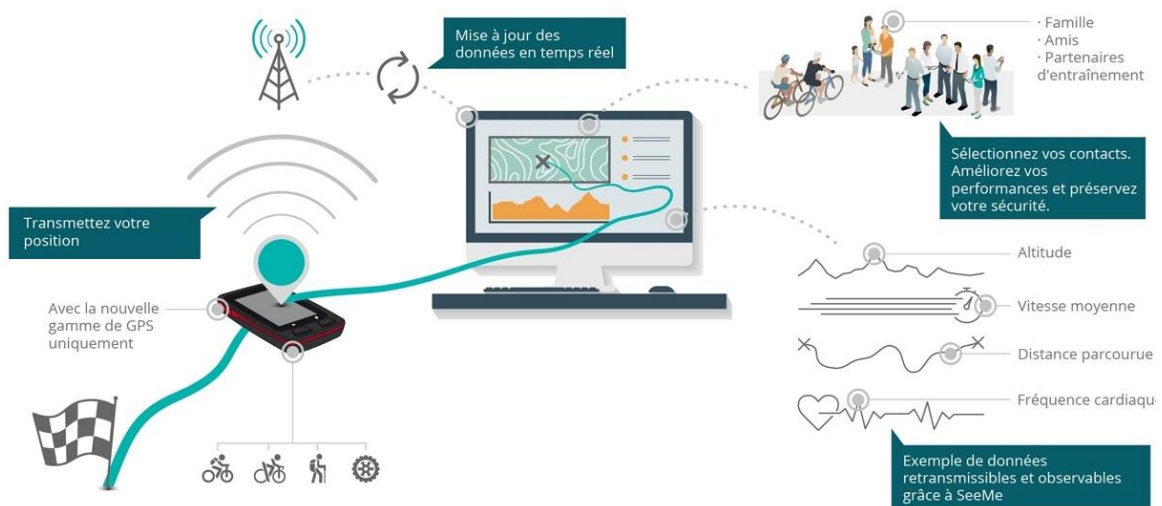 Mise à jour des
données en temps réel
· Famille
· Amis
· Partenaires
d'entraînement
Sélectionnez vos contacts.
Améliorez vos
performances et préservez
votre sécurité.
Transmettez votre
position
Avec la nouvelle
gamme de GPS
uniquement
Altitude
Vitesse moyenne
Distance parcourue
Fréquence cardiaque
Exemple de données
retransmissibles et observables
grâce à SeeMe